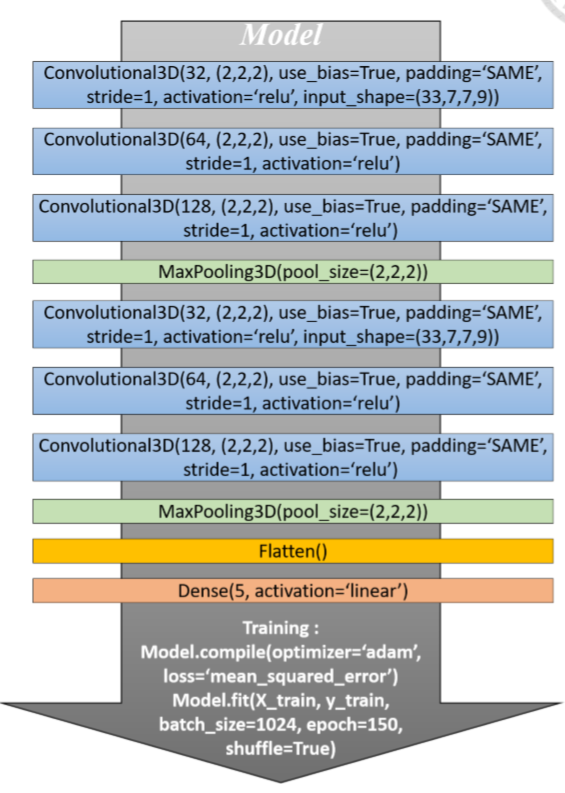 Model
Convolutional3D(32, (2,2,2), use_bias=True, padding=‘SAME’,
stride=1, activation=‘relu’, input_shape=(33,7,7,9))
Convolutional3D(64, (2,2,2), use_bias=True, padding=‘SAME’,
stride=1, activation=‘relu’)
Convolutional3D(128, (2,2,2), use_bias=True, padding=‘SAME’,
stride=1, activation=‘relu’)
MaxPooling3D(pool_size=(2,2,2))
Convolutional3D(32, (2,2,2), use_bias=True, padding=‘SAME’,
stride=1, activation=‘relu’, input_shape=(33,7,7,9))
Convolutional3D(64, (2,2,2), use_bias=True, padding=‘SAME’,
stride=1, activation=‘relu’)
Convolutional3D(128, (2,2,2), use_bias=True, padding=‘SAME’,
stride=1, activation=‘relu’)
MaxPooling3D(pool_size=(2,2,2))
Flatten()
Dense(5, activation=‘linear’)
Training :
Model.compile(optimizer=‘adam’,
loss=‘mean_squared_error’)
Model.fit(X_train, y_train,
batch_size=1024, epoch=150,
shuffle=True)